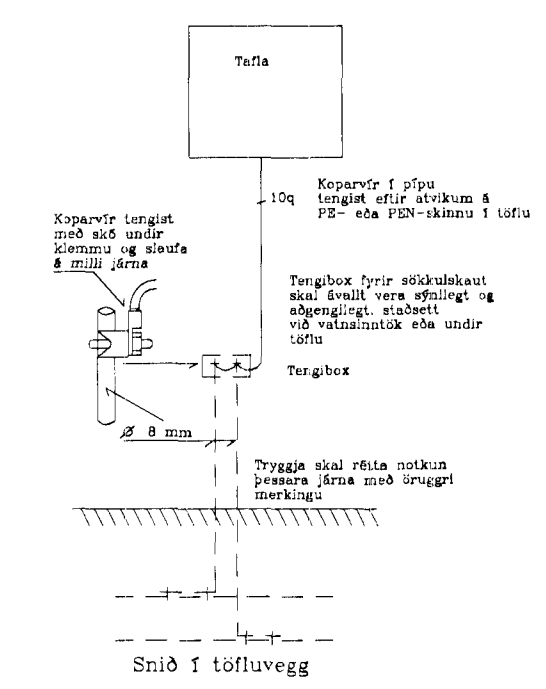 Tafla
10q
Koparvír í pípu
tengist eftir atvikum á
PE- eða PEN-skinnu í töflu
Koparvír tengist
með skó undir
klemmu og slaufa
á milli járna
Tengibox fyrir sökkulskaut
skal ávallt vera sýnilegt og
aðgengilegt. staðsett
við vatnsinntök eða undir
töflu
Tengibox
Ø 8 mm
Tryggja skal rétta notkun
þessara járna með öruggri
merkingu
Snið í töfluvegg